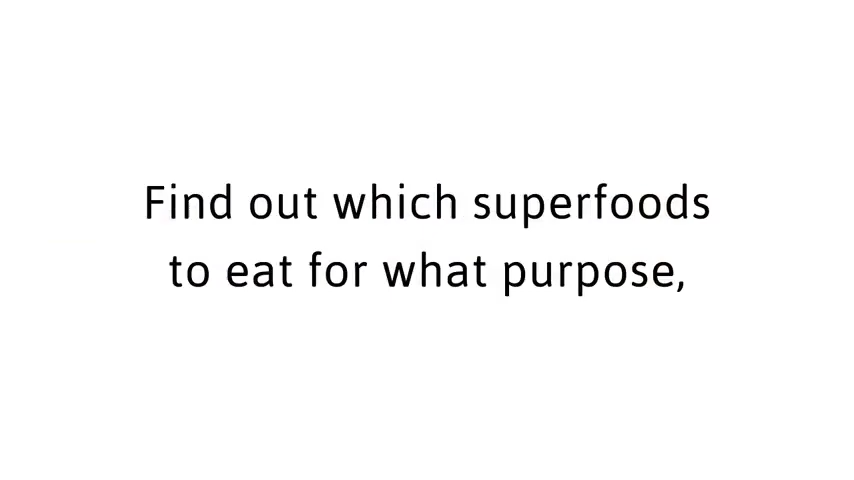 Find out which superfoods
to eat for what purpose,